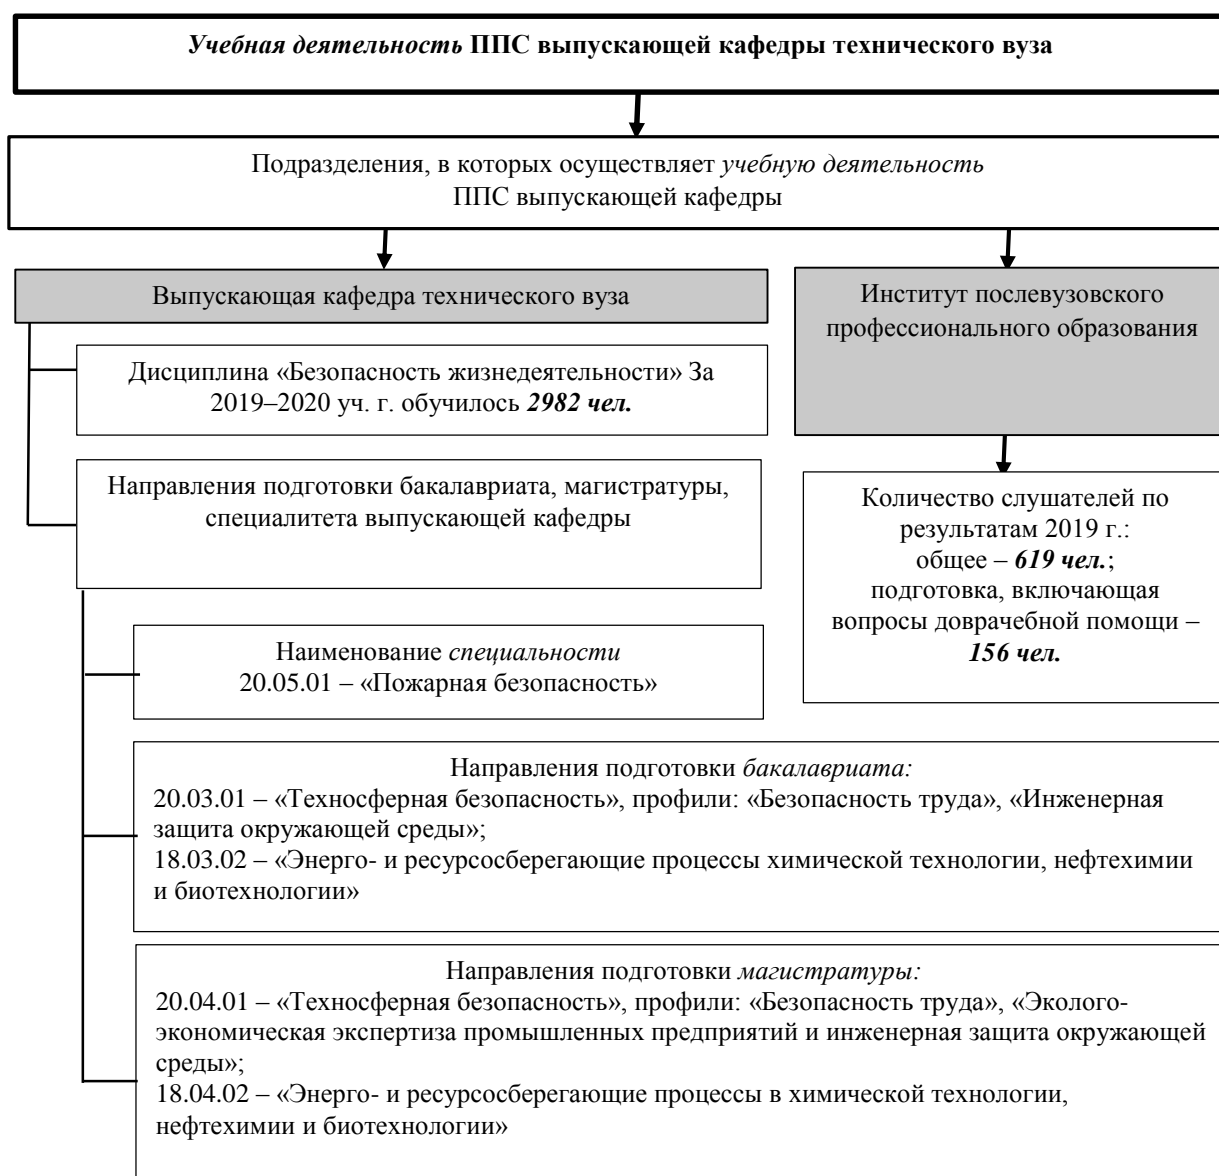 Учебная деятельность ППС выпускающей кафедры технического вуза
Подразделения, в которых осуществляет учебную деятельность
ППС выпускающей кафедры
Выпускающая кафедра технического вуза
Дисциплина «Безопасность жизнедеятельности» За
2019–2020 уч. г. обучилось 2982 чел.
Направления подготовки бакалавриата, магистратуры,
специалитета выпускающей кафедры
Институт послевузовского
профессионального образования
Количество слушателей по
результатам 2019 г.:
общее – 619 чел.;
подготовка, включающая
вопросы доврачебной помощи –
156 чел.
Наименование специальности
20.05.01 – «Пожарная безопасность»
Направления подготовки бакалавриата:
20.03.01 – «Техносферная безопасность», профили: «Безопасность труда», «Инженерная
защита окружающей среды»;
18.03.02 – «Энерго- и ресурсосберегающие процессы химической технологии, нефтехимии
и биотехнологии»
Направления подготовки магистратуры:
20.04.01 – «Техносферная безопасность», профили: «Безопасность труда», «Эколого-
экономическая экспертиза промышленных предприятий и инженерная защита окружающей
среды»;
18.04.02 – «Энерго- и ресурсосберегающие процессы в химической технологии,
нефтехимии и биотехнологии»